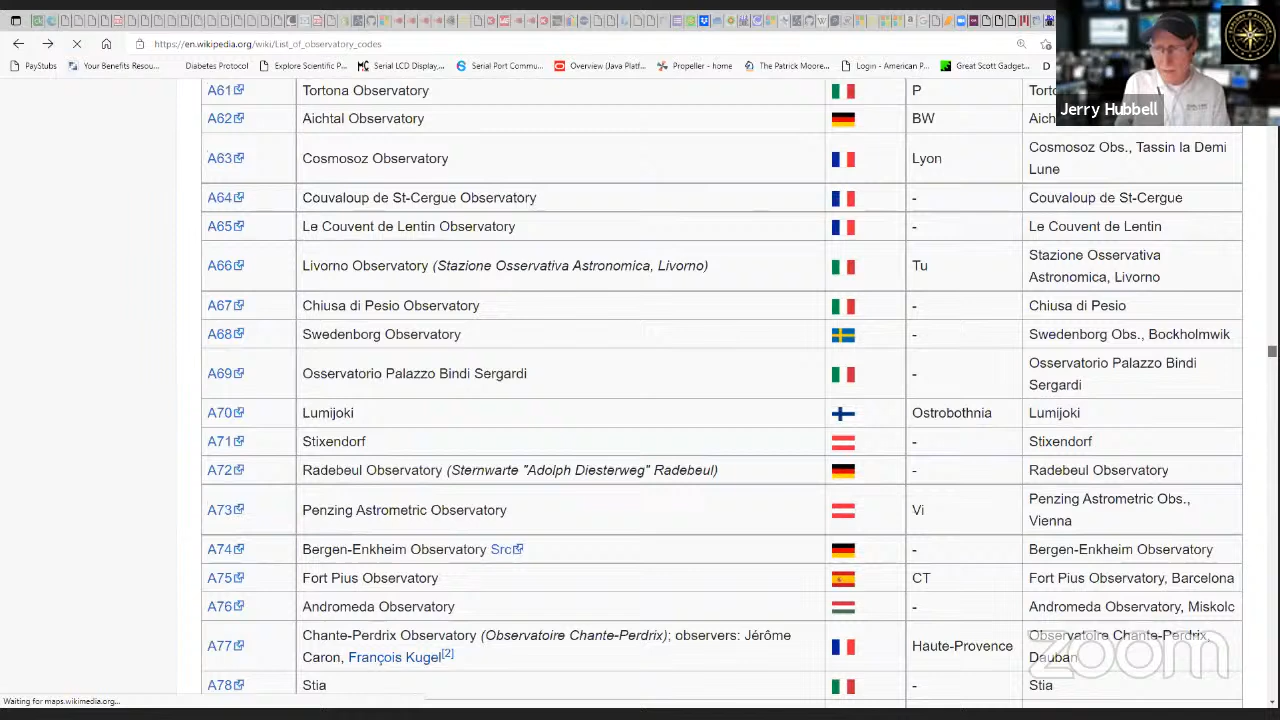 https://en.wikipedia.org/wiki/List_of_observatory_codes
PayStubs Your Benefits Resou... Diabetes Protocol Explore Scientific P... Serial LCD Display,... Serial Port Commu... Overview (Java Platf... Propeller - home The Patrick Moore... Login - American P... Great Scott Gadget...
Jerry Hubbell
A61 Tortona Observatory P
A62 Aichtal Observatory BW
A63 Cosmosoz Observatory Lyon Cosmosoz Obs., Tassin la Demi
Lune
A64 Couvaloup de St-Cergue Observatory - Couvaloup de St-Cergue
A65 Le Couvent de Lentin Observatory - Le Couvent de Lentin
A66 Livorno Observatory (Stazione Osservativa Astronomica, Livorno) Tu Stazione Osservativa
Astronomica, Livorno
A67 Chiusa di Pesio Observatory - Chiusa di Pesio
A68 Swedenborg Observatory - Swedenborg Obs., Bockholmwik
A69 Osservatorio Palazzo Bindi Sergardi - Osservatorio Palazzo Bindi
Sergardi
A70 Lumijoki Ostrobothnia Lumijoki
A71 Stixendorf - Stixendorf
A72 Radebeul Observatory (Sternwarte "Adolph Diesterweg" Radebeul) - Radebeul Observatory
A73 Penzing Astrometric Observatory Vi Penzing Astrometric Obs.,
Vienna
A74 Bergen-Enkheim Observatory Src - Bergen-Enkheim Observatory
A75 Fort Pius Observatory CT Fort Pius Observatory, Barcelona
A76 Andromeda Observatory - Andromeda Observatory, Miskolc
A77 Chante-Perdrix Observatory (Observatoire Chante-Perdrix); observers: Jérôme
Caron, François Kugel[2] Haute-Provence Observatoire Chante-Perdrix,
Dauban
A78 Stia - Stia
zoom
Waiting for maps.wikimedia.org...